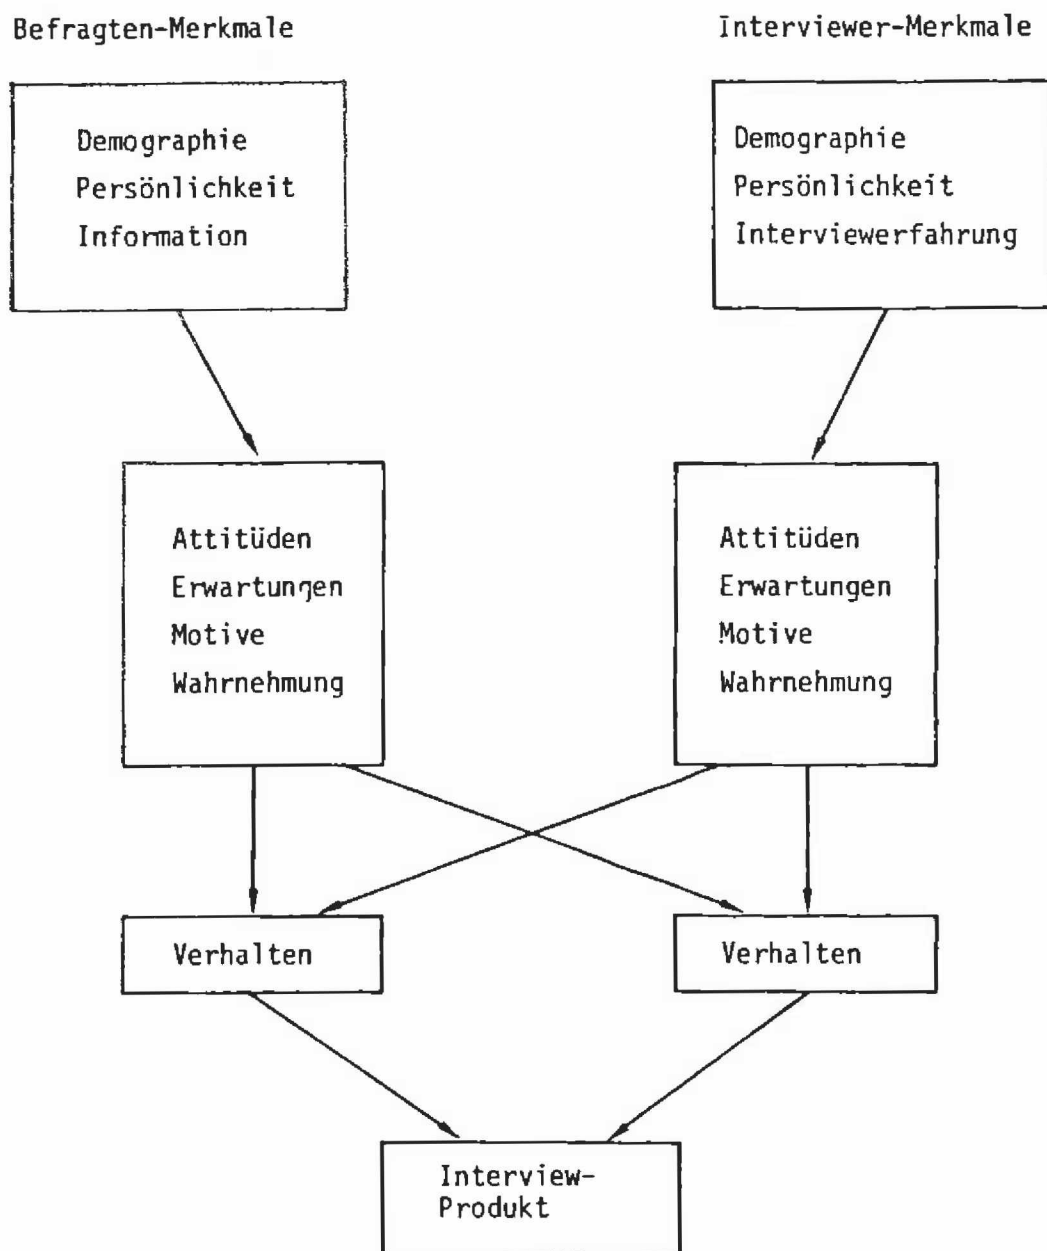 Befragten-Merkmale
Interviewer-Merkmale
Demographie
Persönlichkeit
Information
Demographie
Persönlichkeit
Interviewerfahrung
Attitüden
Erwartungen
Motive
Wahrnehmung
Attitüden
Erwartungen
Motive
Wahrnehmung
Verhalten
Verhalten
Interview-
Produkt